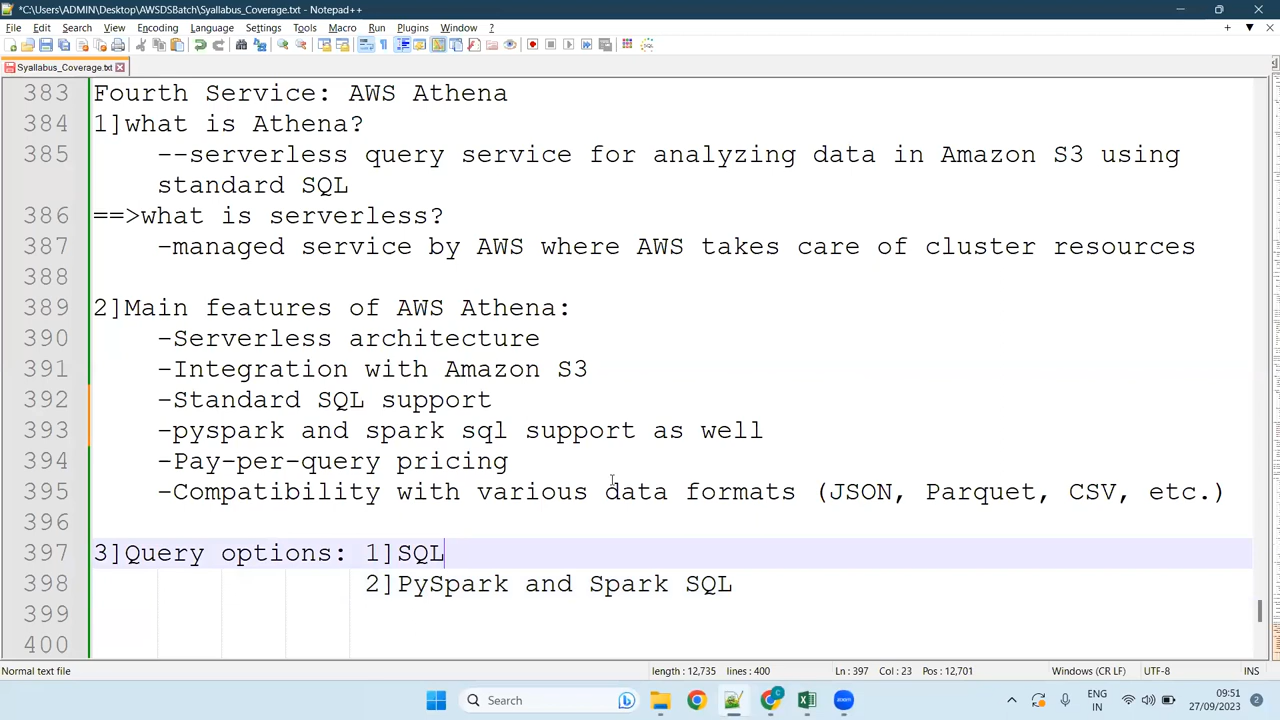 *C:\Users\ADMIN\Desktop\AWSDSBatch\Syallabus_Coverage.txt - Notepad++
File Edit Search View Encoding Language Settings Tools Macro Run Plugins Window ?
Syallabus_Coverage.txt
383 Fourth Service: AWS Athena
384 1]what is Athena?
385 --serverless query service for analyzing data in Amazon S3 using
standard SQL
386 ==>what is serverless?
387 -managed service by AWS where AWS takes care of cluster resources
388
389 2]Main features of AWS Athena:
390 -Serverless architecture
391 -Integration with Amazon S3
392 -Standard SQL support
393 -pyspark and spark sql support as well
394 -Pay-per-query pricing
395 -Compatibility with various data formats (JSON, Parquet, CSV, etc.)
396
397 3]Query options: 1]SQL
398 2]PySpark and Spark SQL
399
400
Normal text file length : 12,735 lines : 400 Ln : 397 Col : 23 Pos : 12,701 Windows (CR LF) UTF-8 INS
Search ENG 09:51
IN 27/09/2023 2